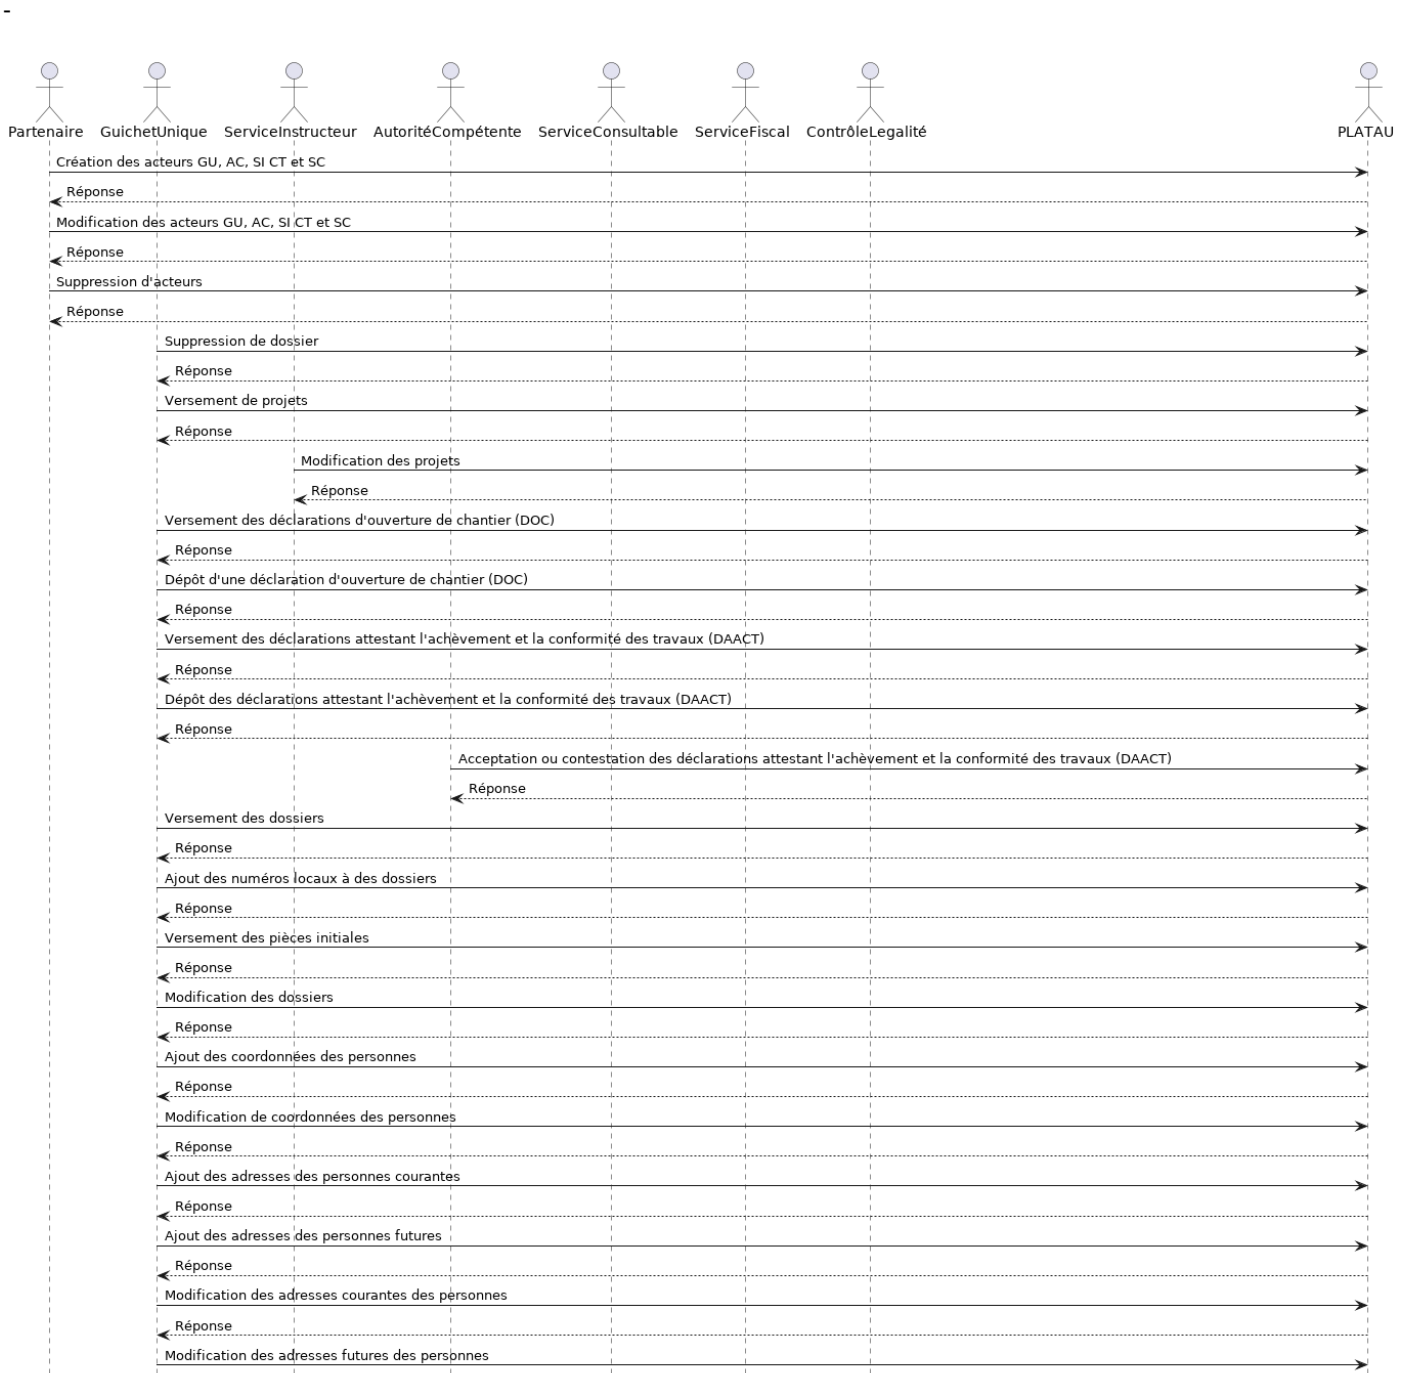 -
Partenaire GuichetUnique ServiceInstructeur AutoritéCompétente ServiceConsultable ServiceFiscal ContrôleLegalité PLATAU
Création des acteurs GU, AC, SI CT et SC
Réponse
Modification des acteurs GU, AC, SI CT et SC
Réponse
Suppression d'acteurs
Réponse
Suppression de dossier
Réponse
Versement de projets
Réponse
Modification des projets
Réponse
Versement des déclarations d'ouverture de chantier (DOC)
Réponse
Dépôt d'une déclaration d'ouverture de chantier (DOC)
Réponse
Versement des déclarations attestant l'achèvement et la conformité des travaux (DAACT)
Réponse
Dépôt des déclarations attestant l'achèvement et la conformité des travaux (DAACT)
Réponse
Acceptation ou contestation des déclarations attestant l'achèvement et la conformité des travaux (DAACT)
Réponse
Versement des dossiers
Réponse
Ajout des numéros locaux à des dossiers
Réponse
Versement des pièces initiales
Réponse
Modification des dossiers
Réponse
Ajout des coordonnées des personnes
Réponse
Modification de coordonnées des personnes
Réponse
Ajout des adresses des personnes courantes
Réponse
Ajout des adresses des personnes futures
Réponse
Modification des adresses courantes des personnes
Réponse
Modification des adresses futures des personnes